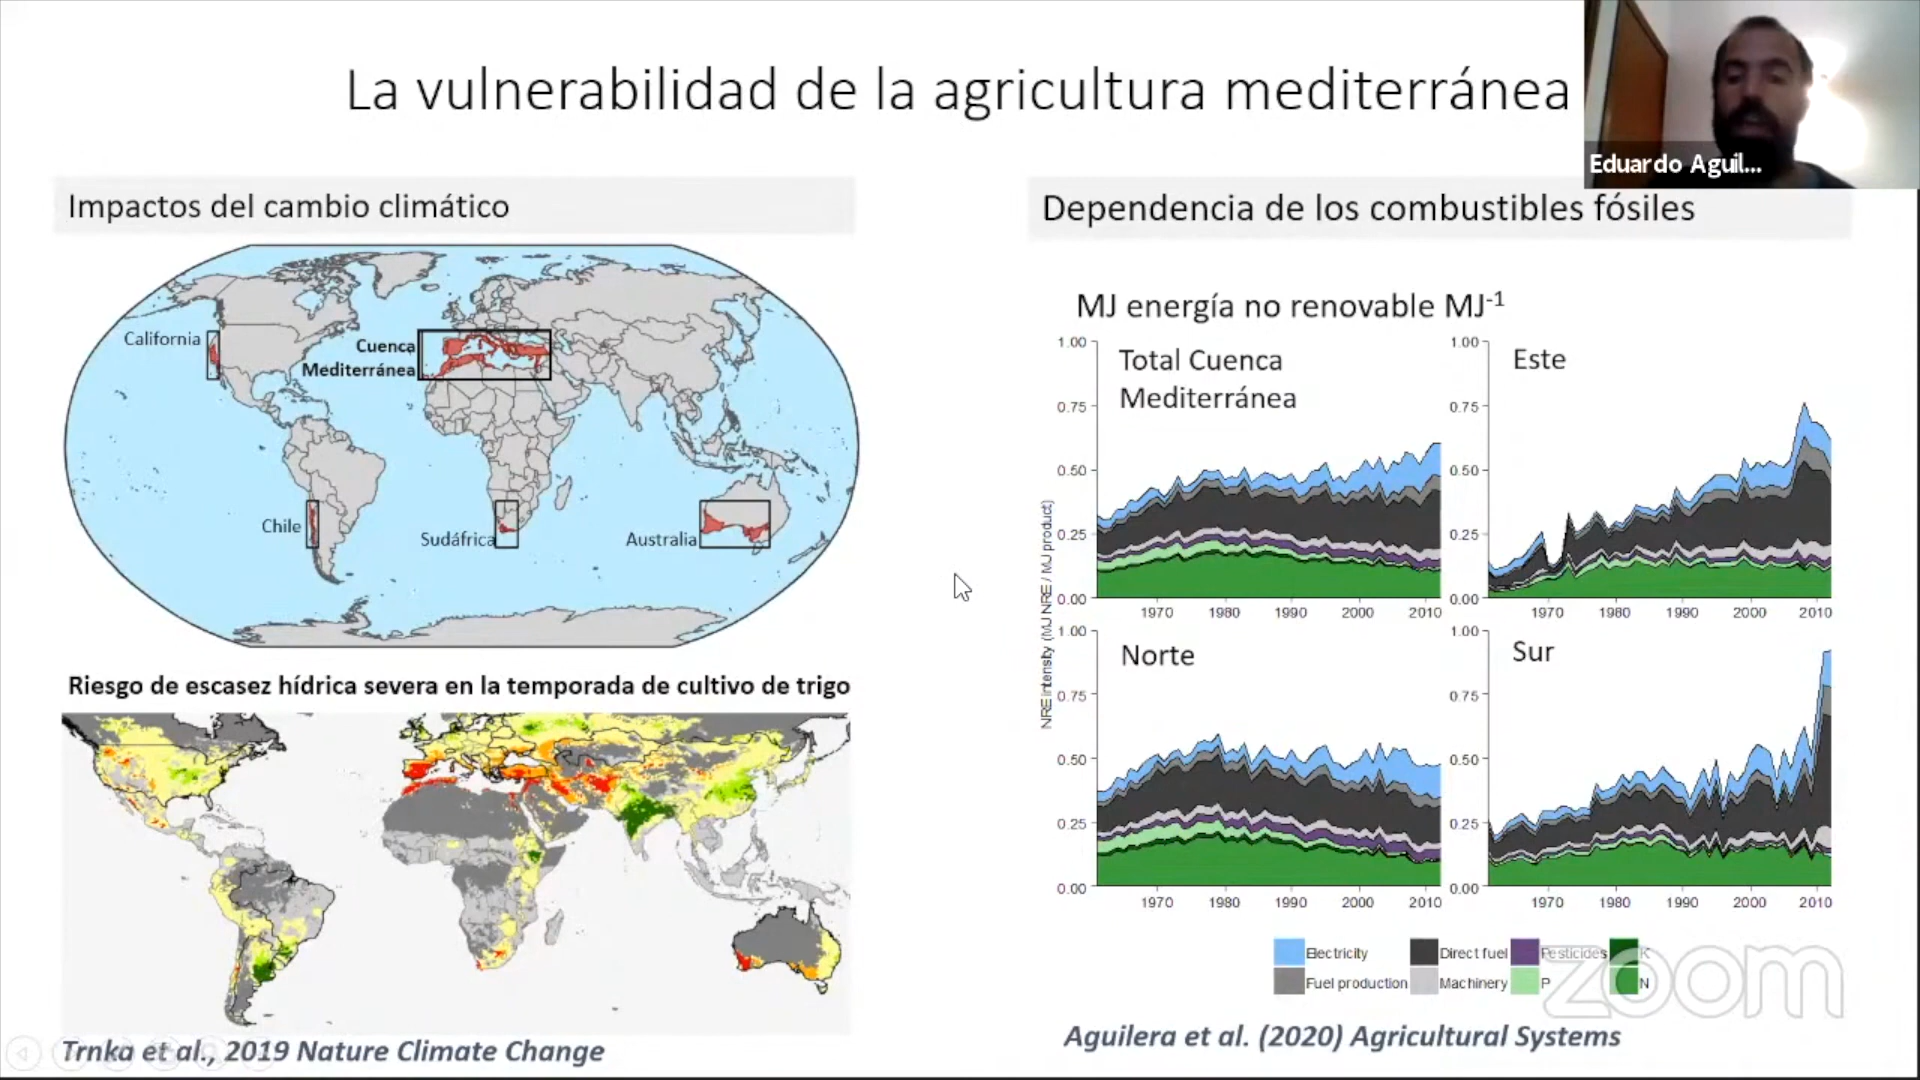 La vulnerabilidad de la agricultura mediterránea
Eduardo Aguil...
Impactos del cambio climático
California
Cuenca
Mediterránea
Chile
Sudáfrica
Australia
Riesgo de escasez hídrica severa en la temporada de cultivo de trigo
Trnka et al., 2019 Nature Climate Change
Dependencia de los combustibles fósiles
MJ energía no renovable MJ-1
NRE intensity (MJ NRE / MJ product)
Total Cuenca
Mediterránea
1.00
0.75
0.50
0.25
0.00
1970 1980 1990 2000 2010
Este
1.00
0.75
0.50
0.25
0.00
1970 1980 1990 2000 2010
Norte
1.00
0.75
0.50
0.25
0.00
1970 1980 1990 2000 2010
Sur
1.00
0.75
0.50
0.25
0.00
1970 1980 1990 2000 2010
Electricity Direct fuel Pesticides K
Fuel production Machinery P N
zoom
Aguilera et al. (2020) Agricultural Systems